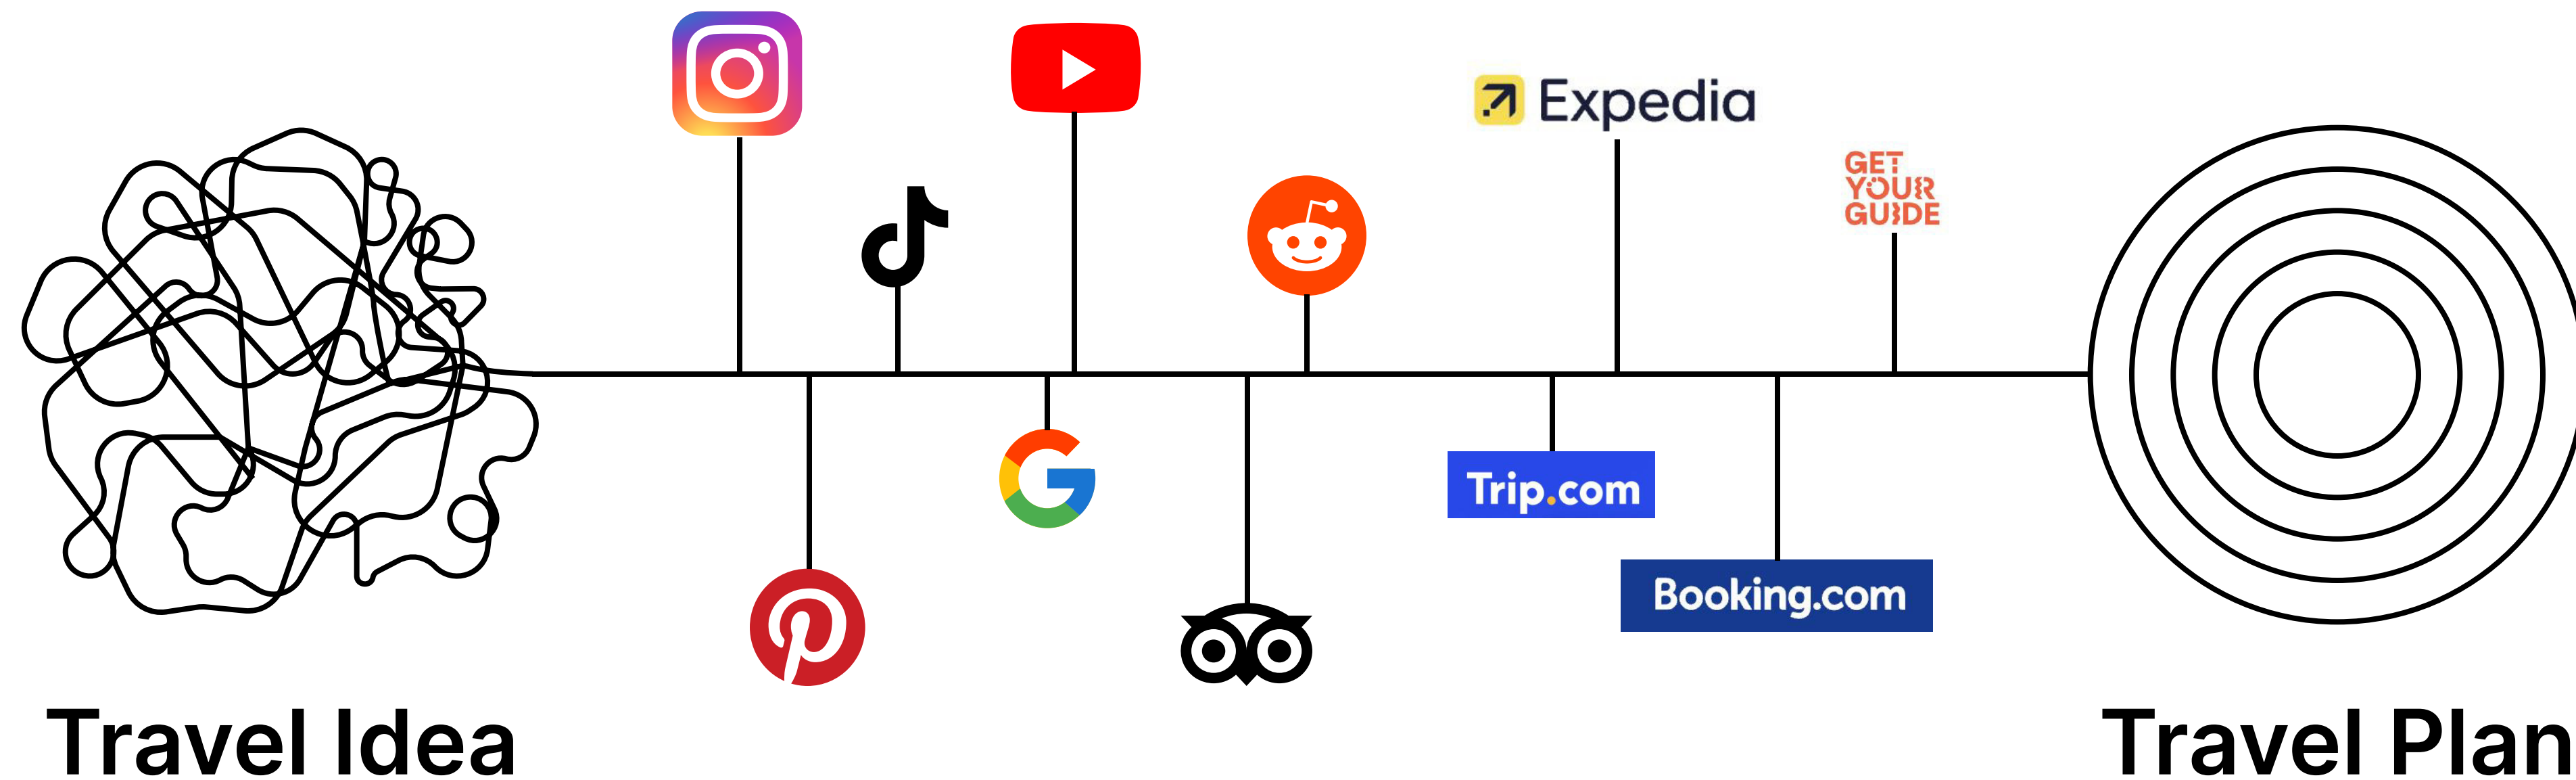 Expedia
GET
YOUR
GUIDE
Trip.com
Booking.com
Travel Idea
Travel Plan